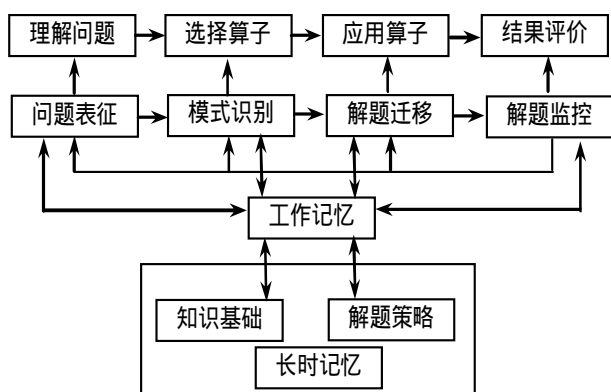 理解问题
选择算子
应用算子
结果评价
问题表征
模式识别
解题迁移
解题监控
工作记忆
知识基础
解题策略
长时记忆